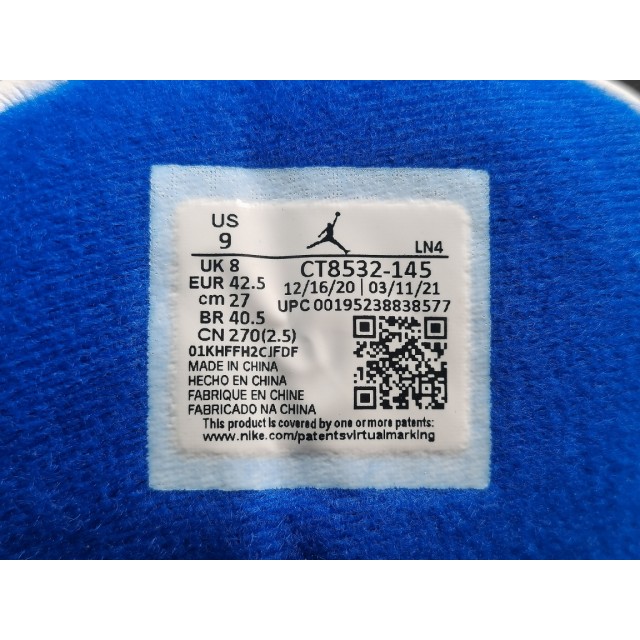 US
9
LN4
UK 8
EUR 42.5
cm 27
BR 40.5
CN 270(2.5)
CT8532-145
12/16/20 | 03/11/21
UPC 00195238838577
01KHFFH2CJFDF
MADE IN CHINA
HECHO EN CHINA
FABRIQUE EN CHINE
FABRICADO NA CHINA
This product is covered by one or more patents:
www.nike.com/patentsvirtualmarking